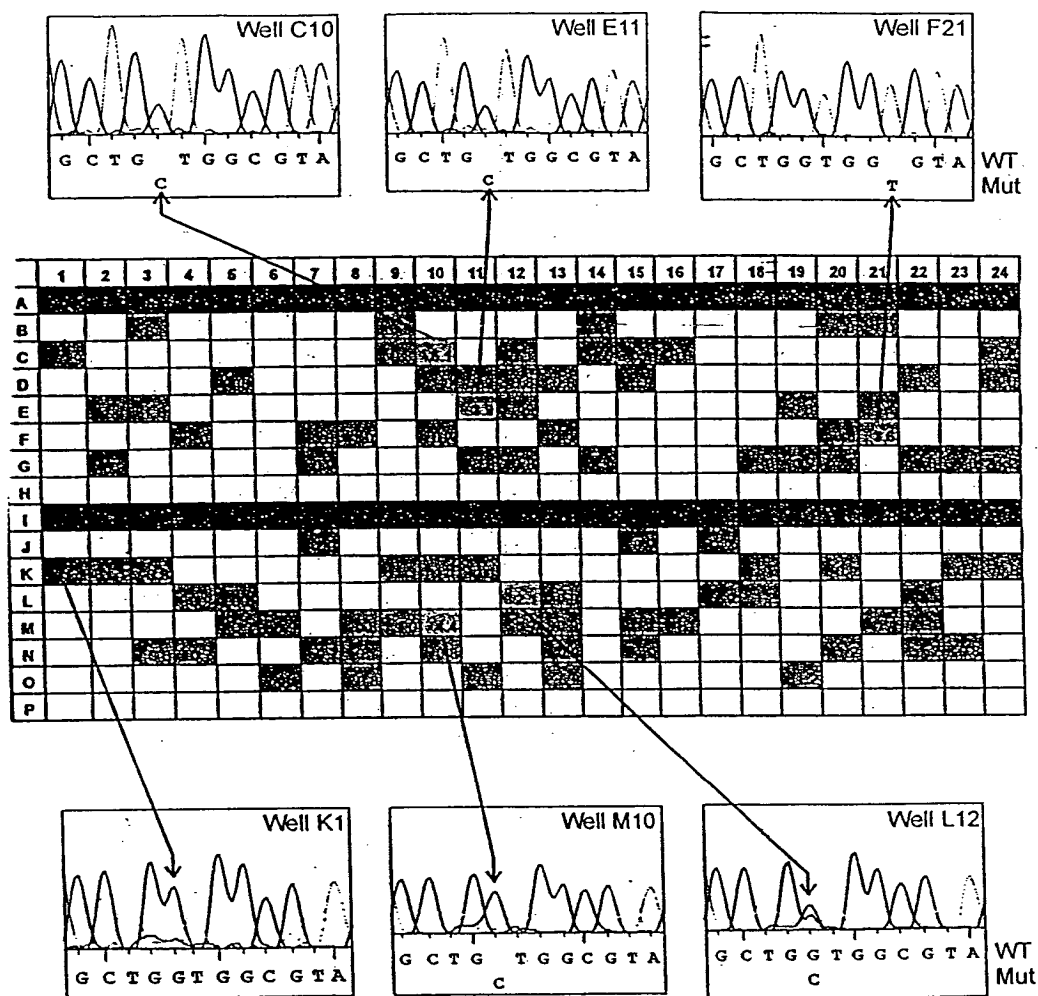 Well C10
G C T G T G G C G T A
C
Well E11
G C T G T G G C G T A
C
Well F21
G C T G G T G G G T A WT
T Mut
1 2 3 4 5 6 7 8 9 10 11 12 13 14 15 16 17 18 19 20 21 22 23 24
A
B
C
D
E
F
G
H
I
J
K
L
M
N
O
P
Well K1
G C T G G T G G C G T A
Well M10
G C T G T G G C G T A
C
Well L12
G C T G G T G G C G T A WT
C Mut